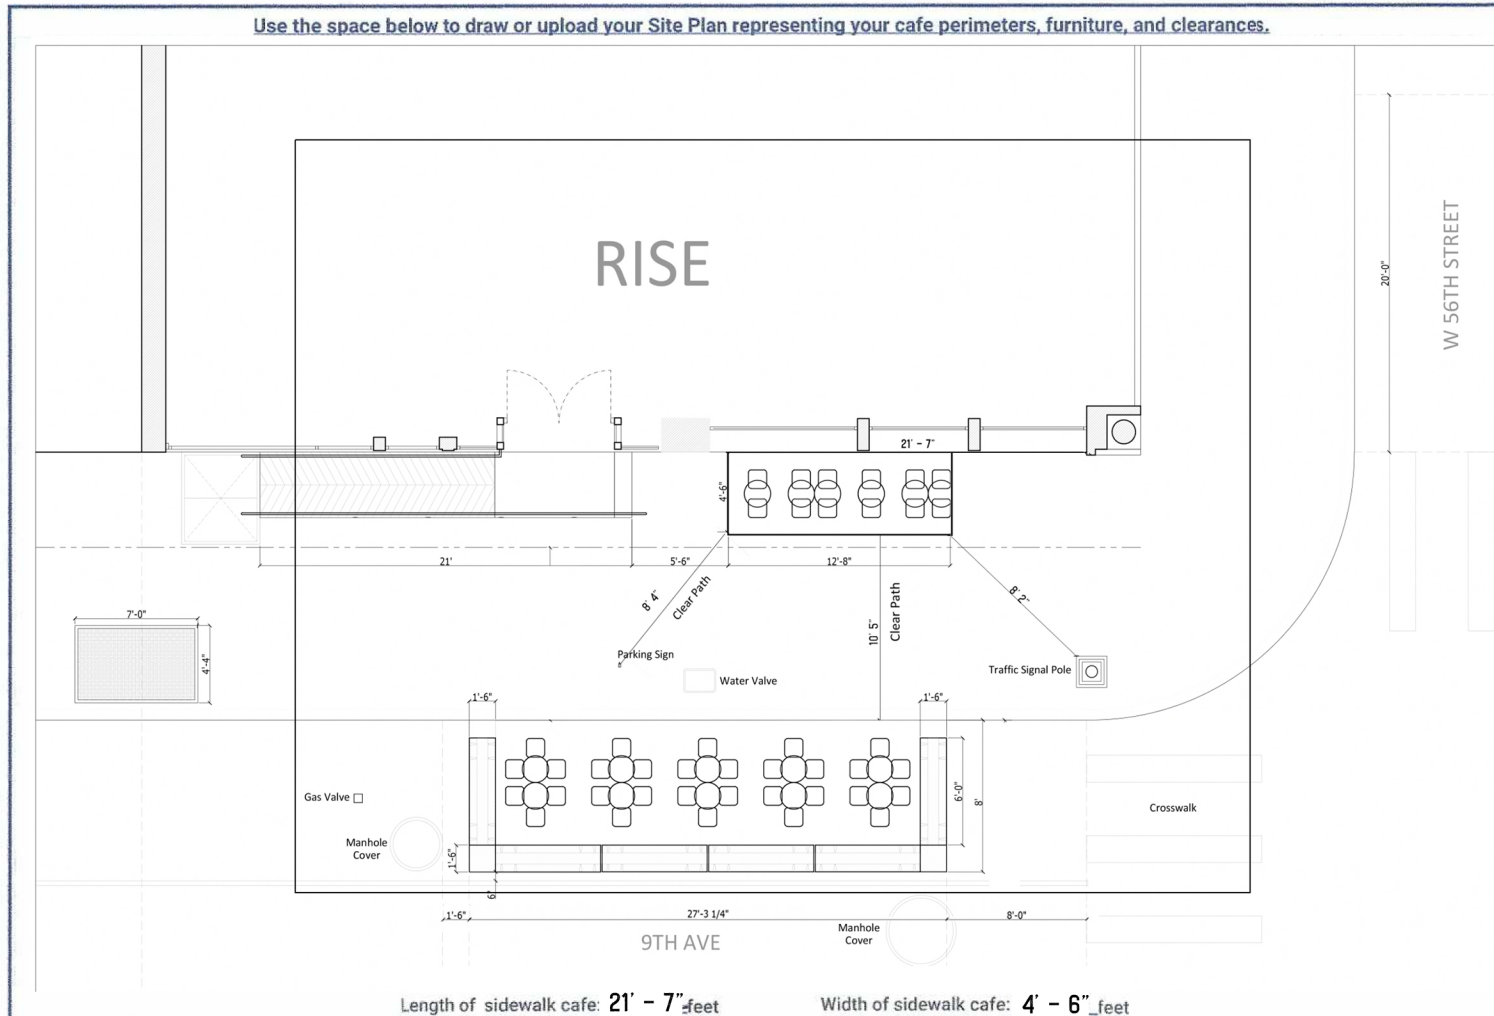 Use the space below to draw or upload your Site Plan representing your cafe perimeters, furniture, and clearances.
RISE
W 56TH STREET
20'-0"
21' - 7"
4'-6"
21'
5'-6"
12'-8"
8' 4"
Clear Path
10' 5"
Clear Path
8' 2"
7'-0"
4'-4"
Parking Sign
Water Valve
Traffic Signal Pole
1'-6"
1'-6"
Gas Valve
6'-0"
8'
Crosswalk
Manhole
Cover
1'-6"
6"
1'-6"
27'-3 1/4"
8'-0"
Manhole
Cover
9TH AVE
Length of sidewalk cafe: 21' - 7"_feet
Width of sidewalk cafe: 4' - 6"_feet